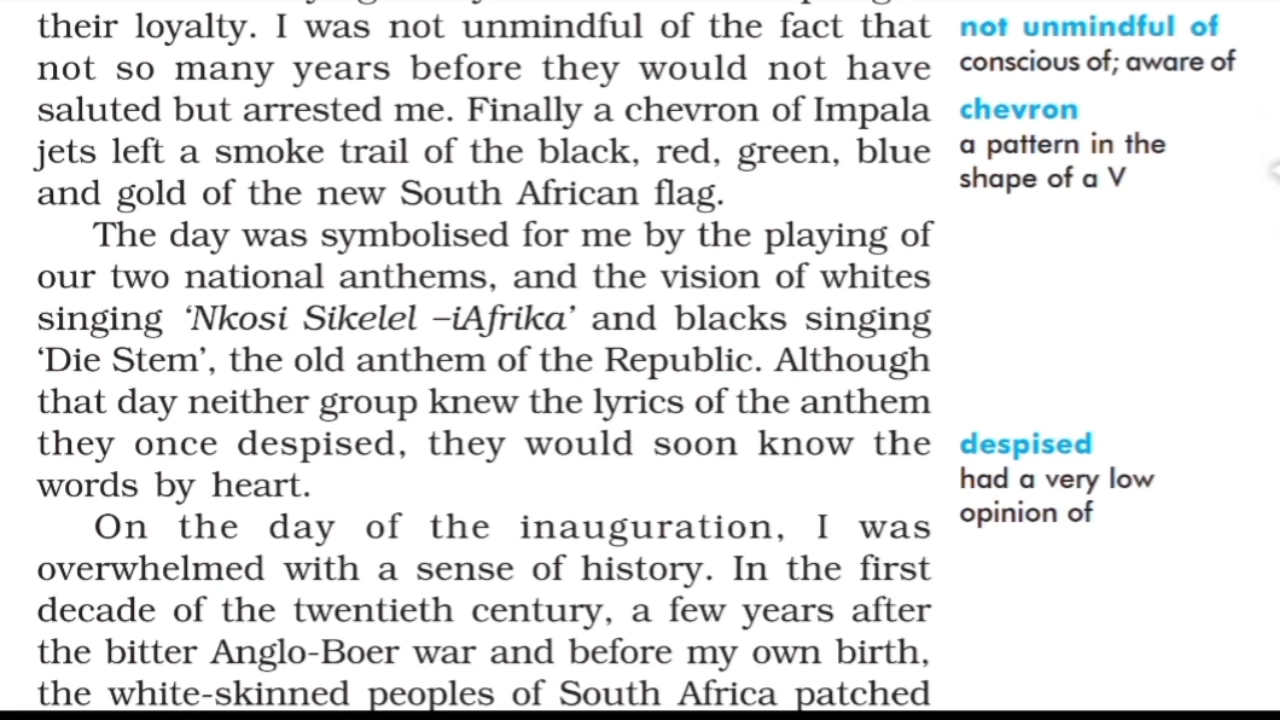 their loyalty. I was not unmindful of the fact that
not so many years before they would not have
saluted but arrested me. Finally a chevron of Impala
jets left a smoke trail of the black, red, green, blue
and gold of the new South African flag.
The day was symbolised for me by the playing of
our two national anthems, and the vision of whites
singing ‘Nkosi Sikelel –iAfrika’ and blacks singing
‘Die Stem’, the old anthem of the Republic. Although
that day neither group knew the lyrics of the anthem
they once despised, they would soon know the
words by heart.
On the day of the inauguration, I was
overwhelmed with a sense of history. In the first
decade of the twentieth century, a few years after
the bitter Anglo-Boer war and before my own birth,
the white-skinned peoples of South Africa patched
not unmindful of
conscious of; aware of
chevron
a pattern in the
shape of a V
despised
had a very low
opinion of